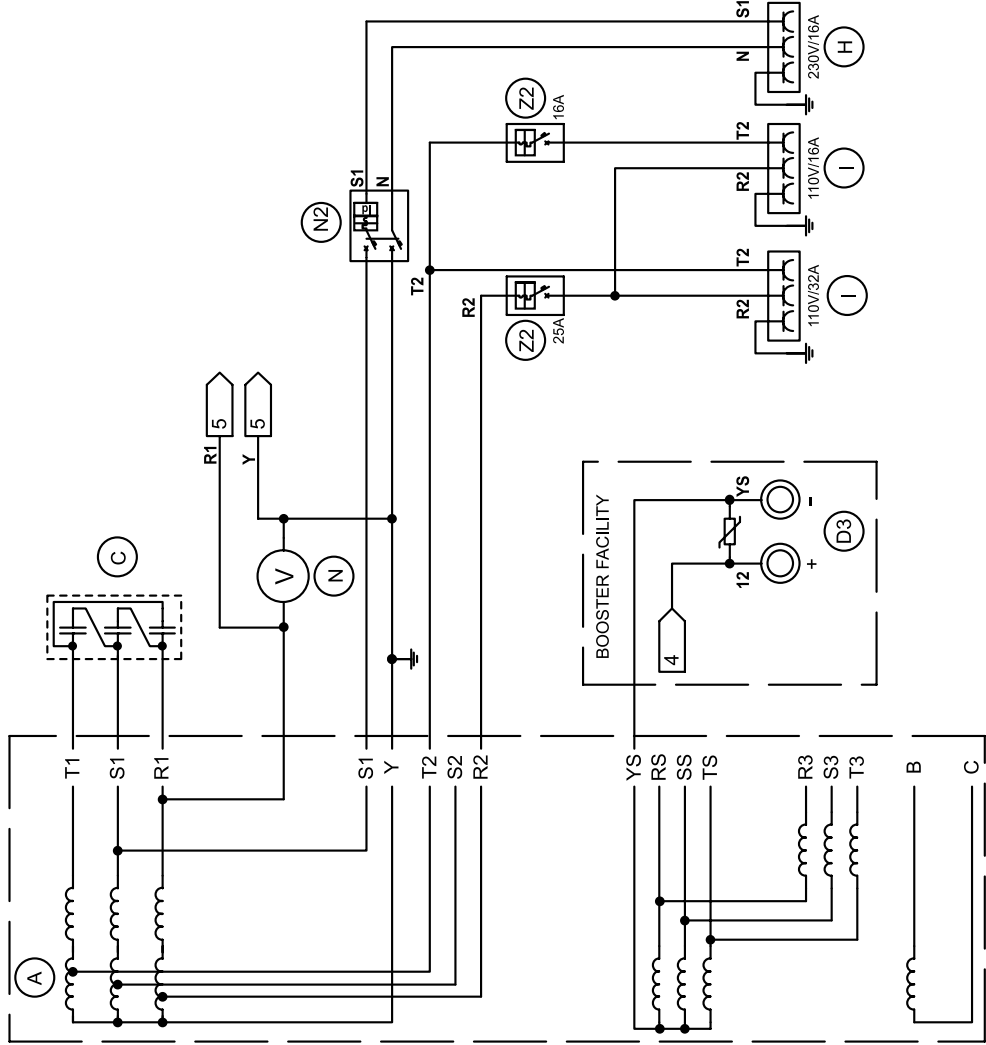 S1
N
230V/16A
H
Z2
16A
T2
R2
110V/16A
I
S1
N
N2
Id
T2
R2
Z2
25A
T2
R2
110V/32A
I
5
5
R1
Y
C
V
N
BOOSTER FACILITY
YS
12
-
+
D3
4
T1
S1
R1
S1
Y
T2
S2
R2
YS
RS
SS
TS
R3
S3
T3
B
C
A